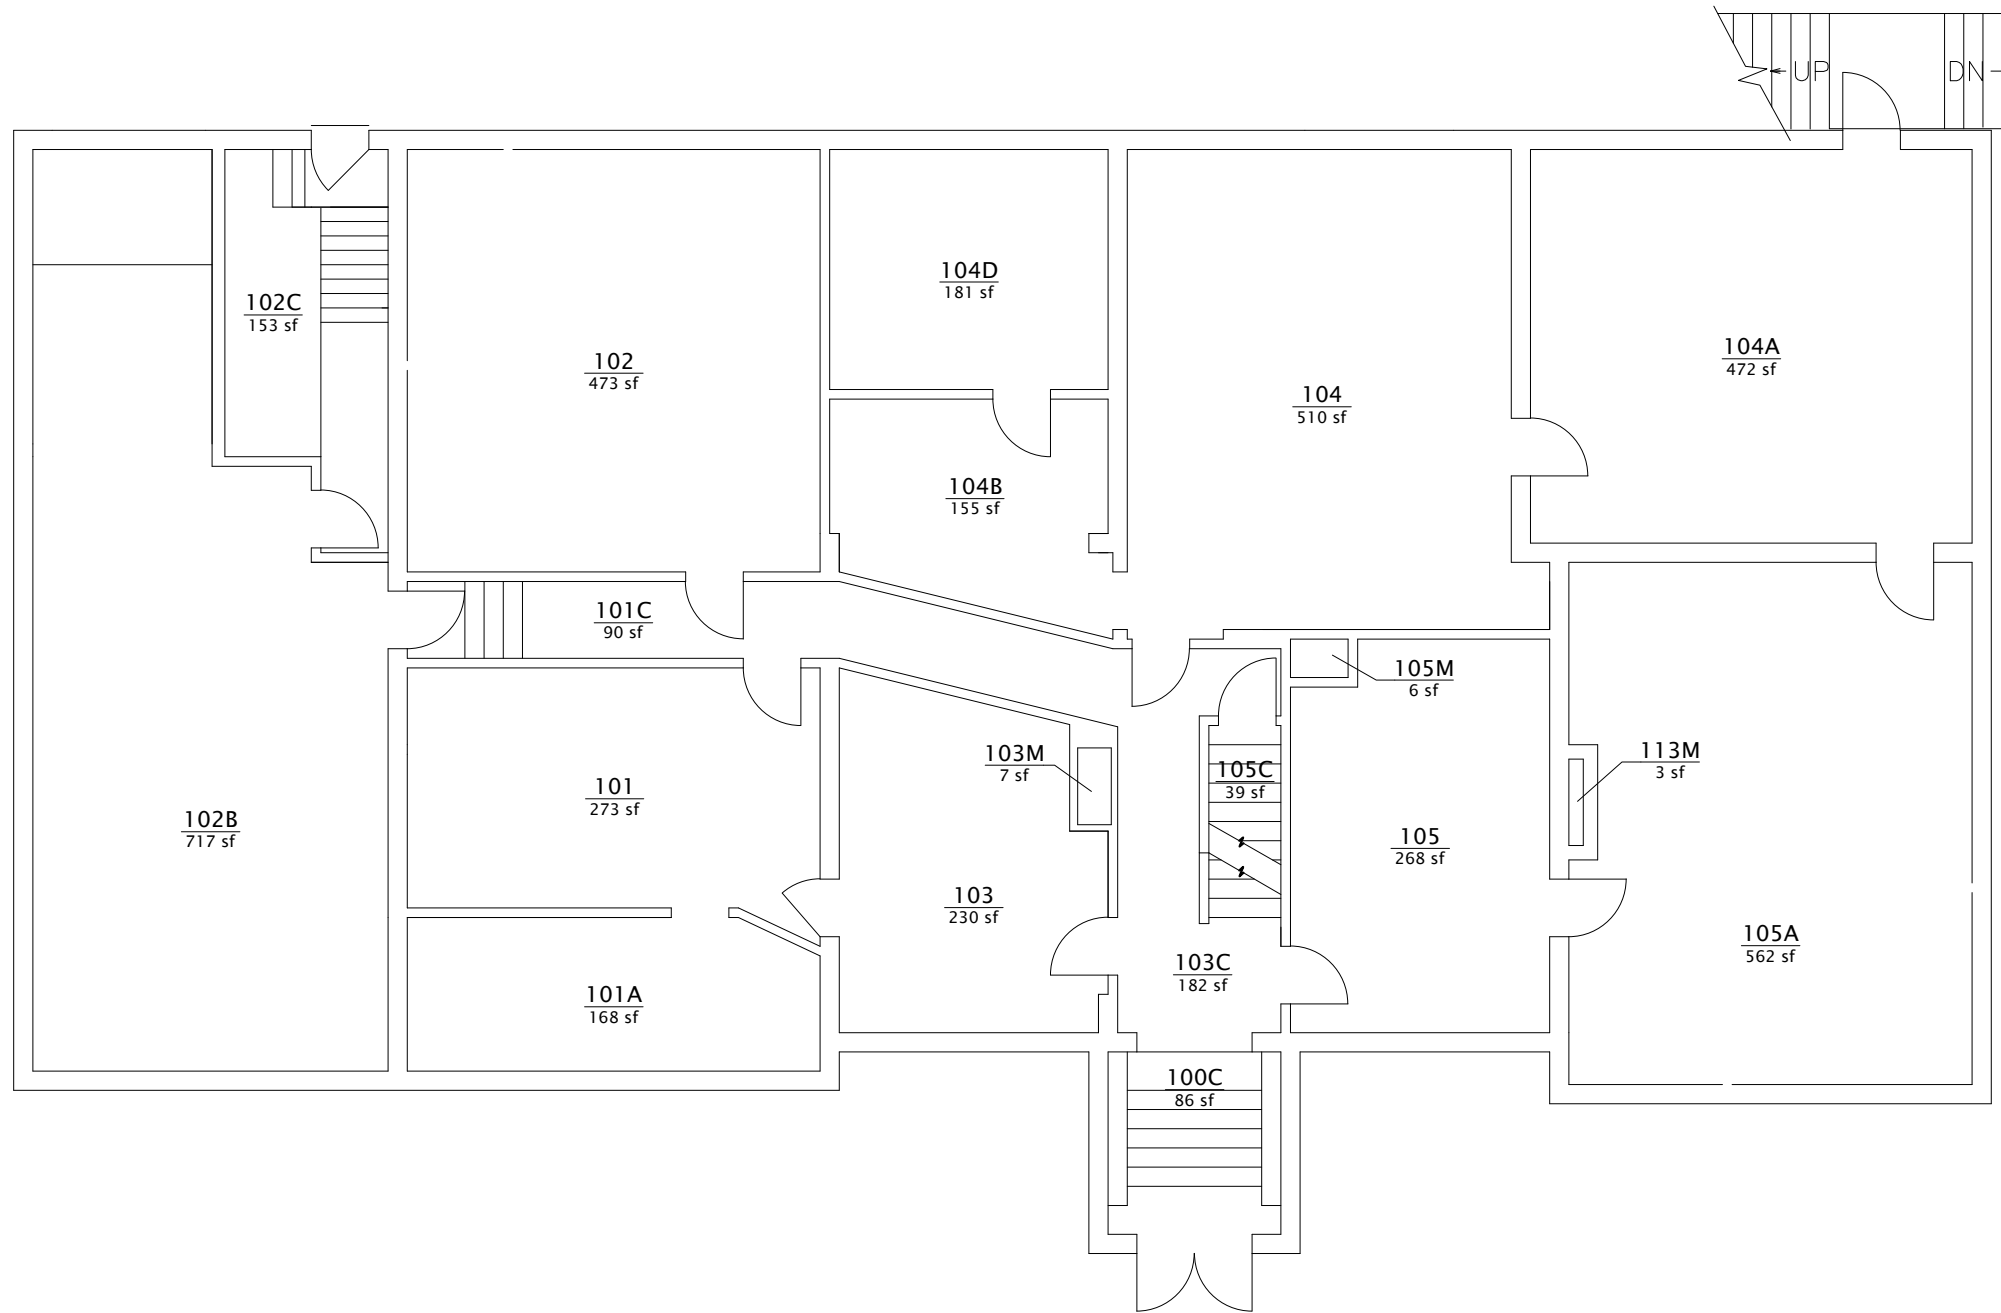 UP
DN
104D
181 sf
102C
153 sf
104A
472 sf
102
473 sf
104
510 sf
104B
155 sf
101C
90 sf
105M
6 sf
103M
7 sf
113M
3 sf
105C
39 sf
101
273 sf
102B
717 sf
105
268 sf
103
230 sf
105A
562 sf
103C
182 sf
101A
168 sf
100C
86 sf